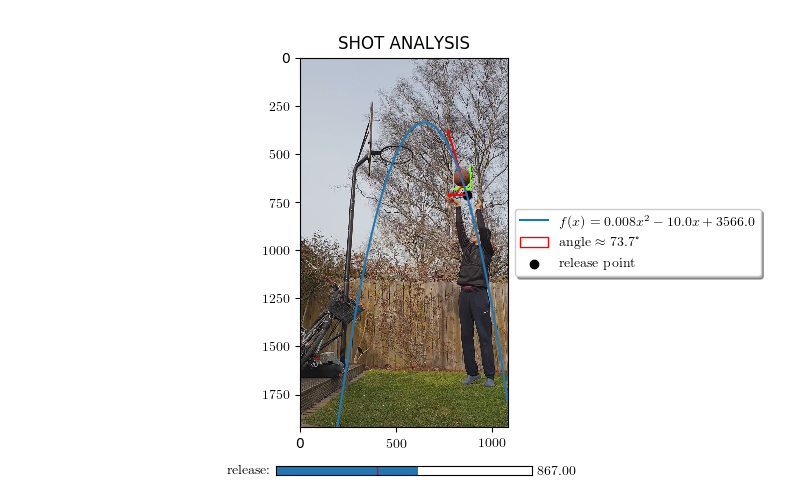 SHOT ANALYSIS
0
250
500
750
1000
1250
1500
1750
0 500 1000
f(x) = 0.008x² − 10.0x + 3566.0
angle ≈ 73.7°
release point
release: 867.00